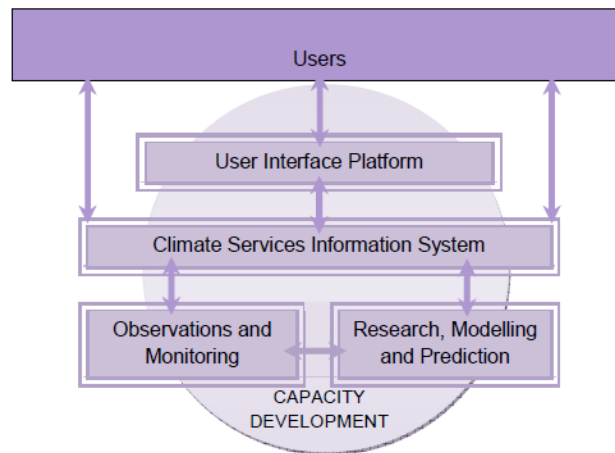 Users
User Interface Platform
Climate Services Information System
Observations and
Monitoring
Research, Modelling
and Prediction
CAPACITY
DEVELOPMENT